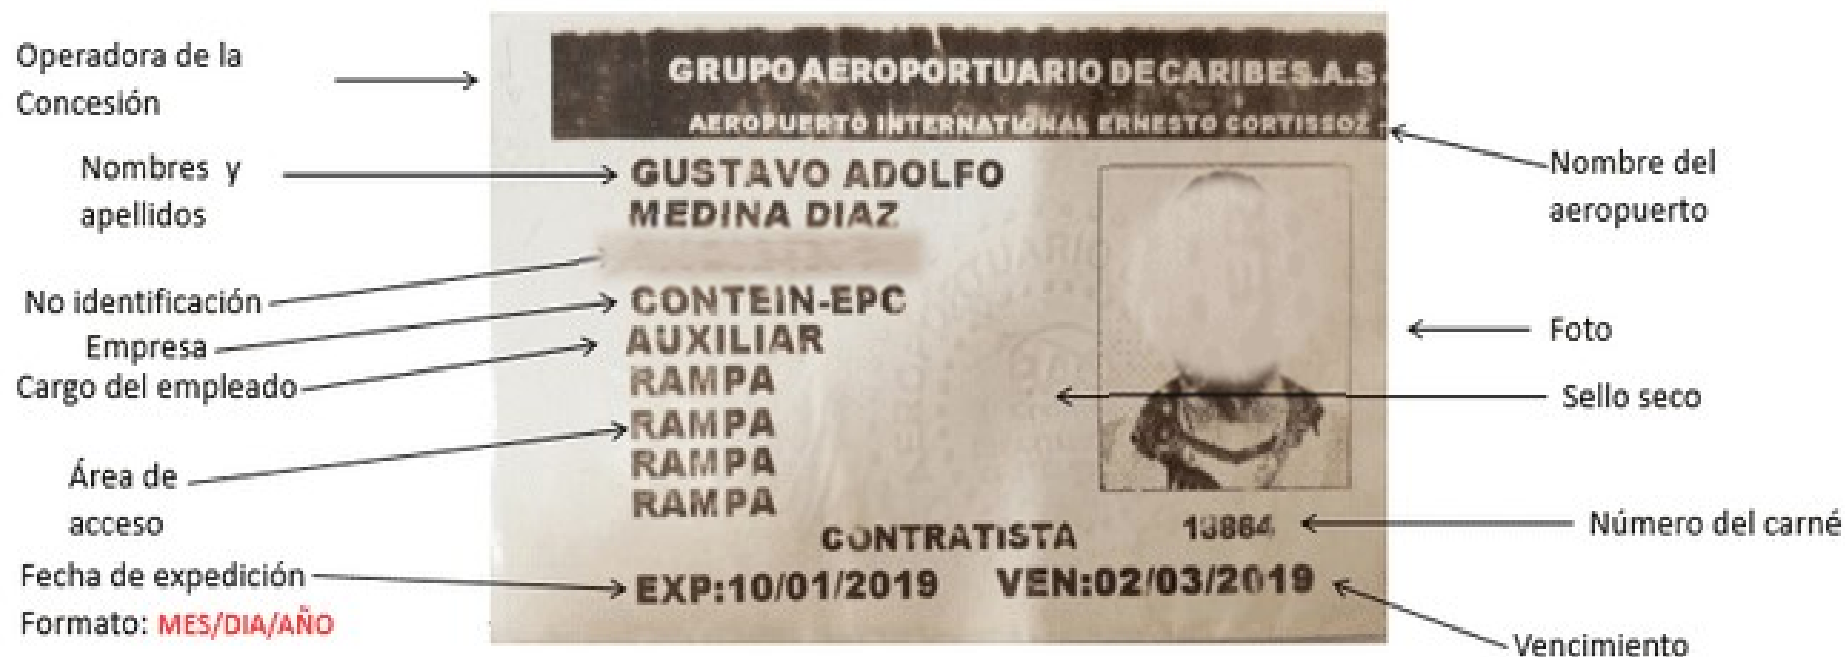 Operadora de la
Concesión
Nombres y
apellidos
No identificación
Empresa
Cargo del empleado
Área de
acceso
Fecha de expedición
Formato: MES/DIA/AÑO
GRUPO AEROPORTUARIO DE CARIBE S.A.S
AEROPUERTO INTERNATIONAL ERNESTO CORTISSOZ
GUSTAVO ADOLFO
MEDINA DIAZ
CONTEIN-EPC
AUXILIAR
RAMPA
RAMPA
RAMPA
RAMPA
CONTRATISTA
13864
EXP:10/01/2019 VEN:02/03/2019
Nombre del
aeropuerto
Foto
Sello seco
Número del carné
Vencimiento